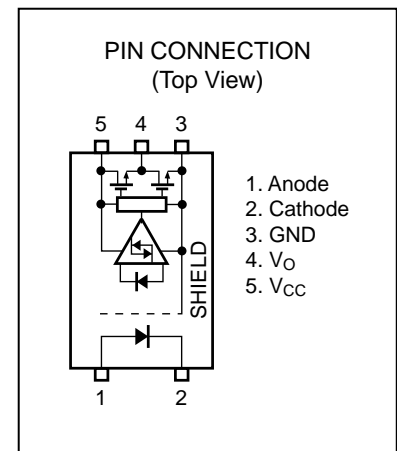 PIN CONNECTION
(Top View)
5 4 3
1. Anode
2. Cathode
3. GND
4. VO
5. VCC
SHIELD
1 2